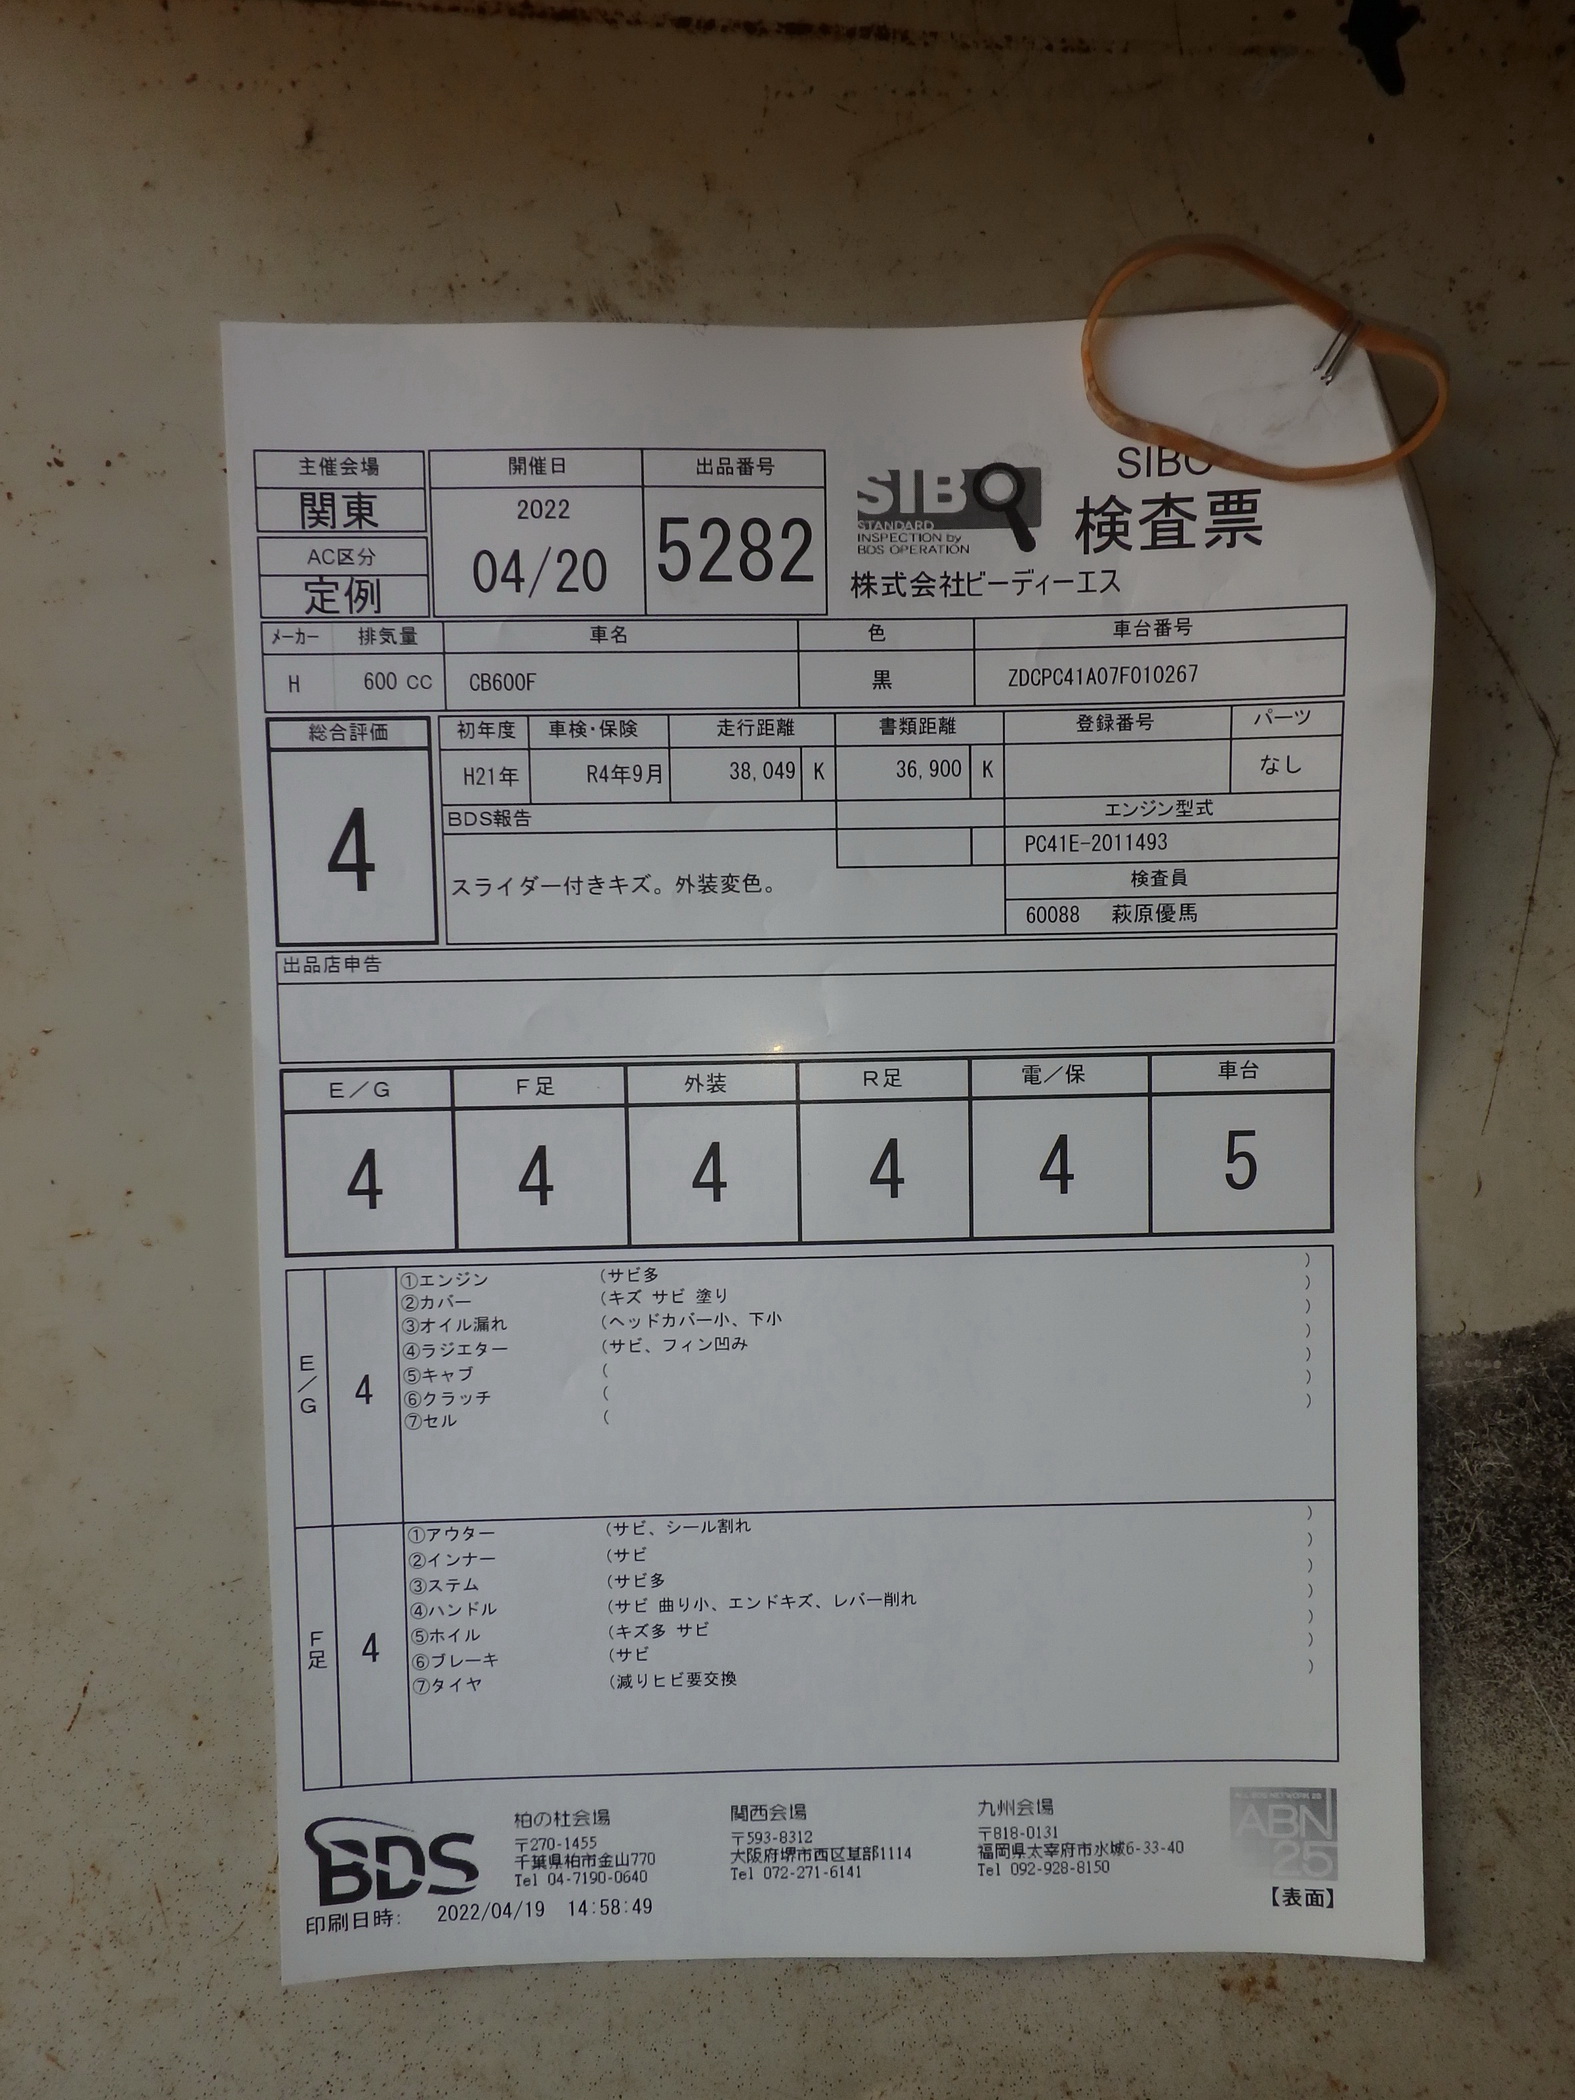 主催会場
関東
AC区分
定例
開催日
2022
04/20
出品番号
5282
SIBO
STANDARD
INSPECTION by
BDS OPERATION
検査票
株式会社ビーディーエス
メーカー 排気量 車名 色 車台番号
H 600 cc CB600F 黒 ZDCPC41A07F010267
総合評価
4
初年度 車検・保険 走行距離 書類距離 登録番号 パーツ
H21年 R4年9月 38,049 K 36,900 K なし
BDS報告
スライダー付きキズ。外装変色。
エンジン型式
PC41E-2011493
検査員
60088 萩原優馬
出品店申告
E/G F足 外装 R足 電/保 車台
4 4 4 4 4 5
E/G
4
①エンジン (サビ多 )
②カバー (キズ サビ 塗り )
③オイル漏れ (ヘッドカバー小、下小 )
④ラジエター (サビ、フィン凹み )
⑤キャブ ( )
⑥クラッチ ( )
⑦セル ( )
F足
4
①アウター (サビ、シール割れ )
②インナー (サビ )
③ステム (サビ多 )
④ハンドル (サビ 曲り小、エンドキズ、レバー削れ )
⑤ホイル (キズ多 サビ )
⑥ブレーキ (サビ )
⑦タイヤ (減りヒビ要交換 )
BDS
柏の杜会場
〒270-1455
千葉県柏市金山770
Tel 04-7190-0640
関西会場
〒593-8312
大阪府堺市西区草部1114
Tel 072-271-6141
九州会場
〒818-0131
福岡県太宰府市水城6-33-40
Tel 092-928-8150
ALL BDS NETWORK 25
ABN
25
【表面】
印刷日時: 2022/04/19 14:58:49